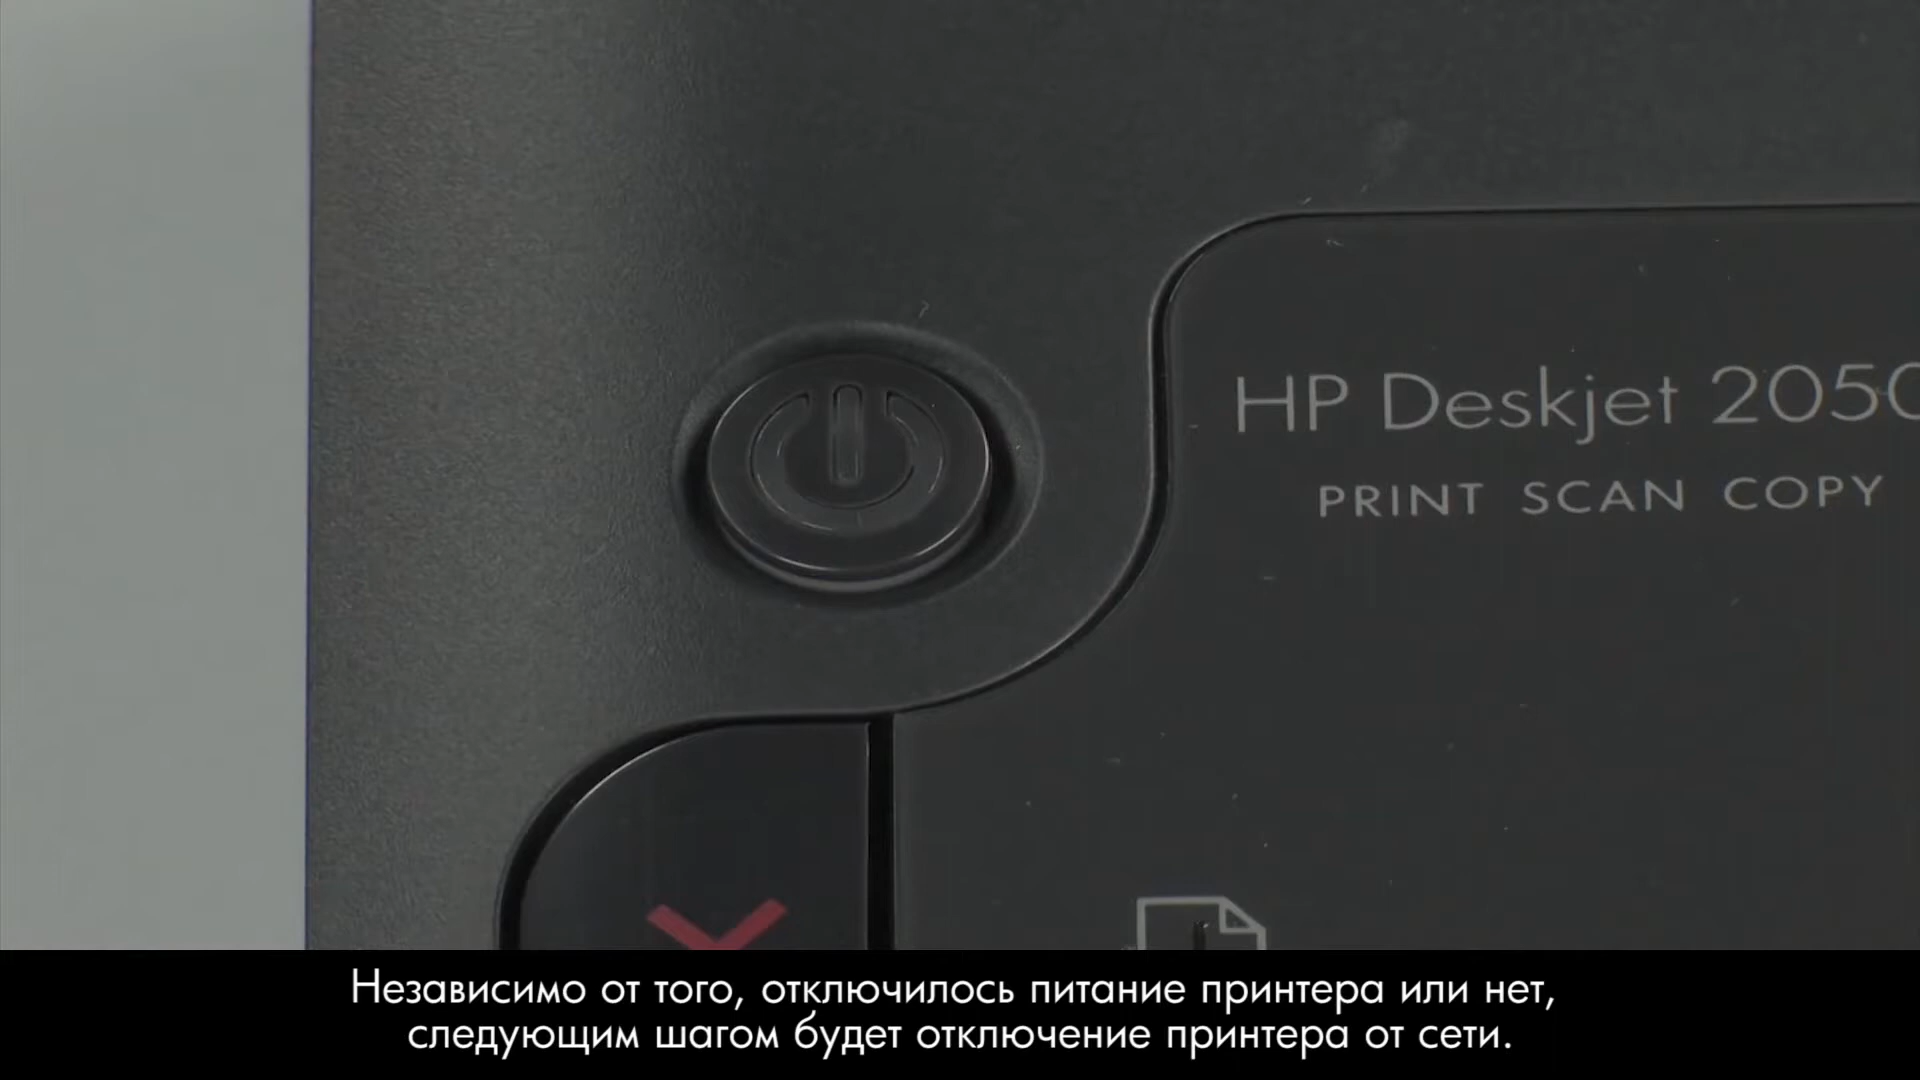 HP Deskjet 2050
PRINT SCAN COPY
Независимо от того, отключилось питание принтера или нет,
следующим шагом будет отключение принтера от сети.